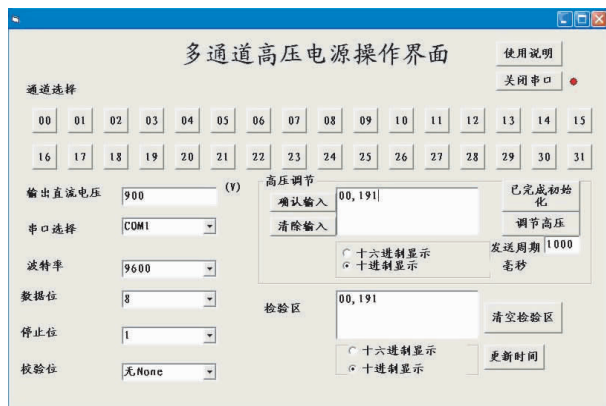 多通道高压电源操作界面
使用说明
关闭串口
通道选择
00 01 02 03 04 05 06 07 08 09 10 11 12 13 14 15
16 17 18 19 20 21 22 23 24 25 26 27 28 29 30 31
输出直流电压 900 (V)
串口选择 COM1
波特率 9600
数据位 8
停止位 1
校验位 无None
高压调节
确认输入 00,191
清除输入
十六进制显示
十进制显示
已完成初始
化
调节高压
发送周期 1000
毫秒
检验区 00,191
清空检验区
十六进制显示
十进制显示
更新时间